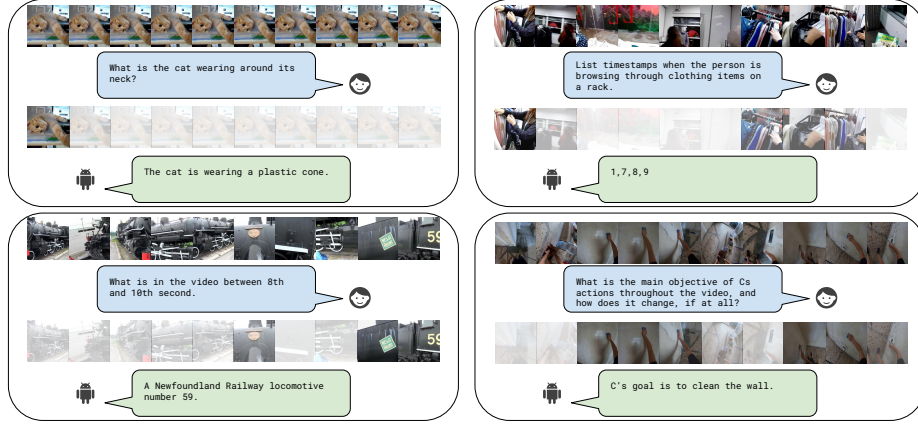 What is the cat wearing around its
neck?
The cat is wearing a plastic cone.
List timestamps when the person is
browsing through clothing items on
a rack.
1,7,8,9
What is in the video between 8th
and 10th second.
59
59
A Newfoundland Railway locomotive
number 59.
What is the main objective of Cs
actions throughout the video, and
how does it change, if at all?
C's goal is to clean the wall.